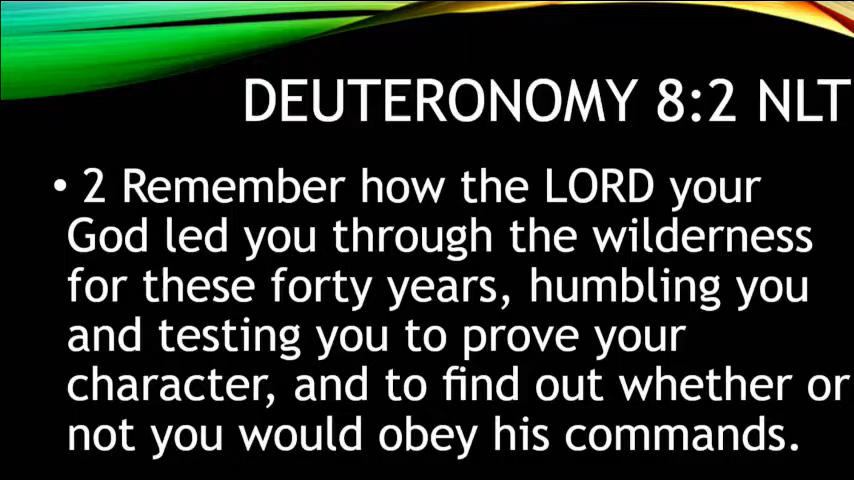 DEUTERONOMY 8:2 NLT
• 2 Remember how the LORD your
God led you through the wilderness
for these forty years, humbling you
and testing you to prove your
character, and to find out whether or
not you would obey his commands.